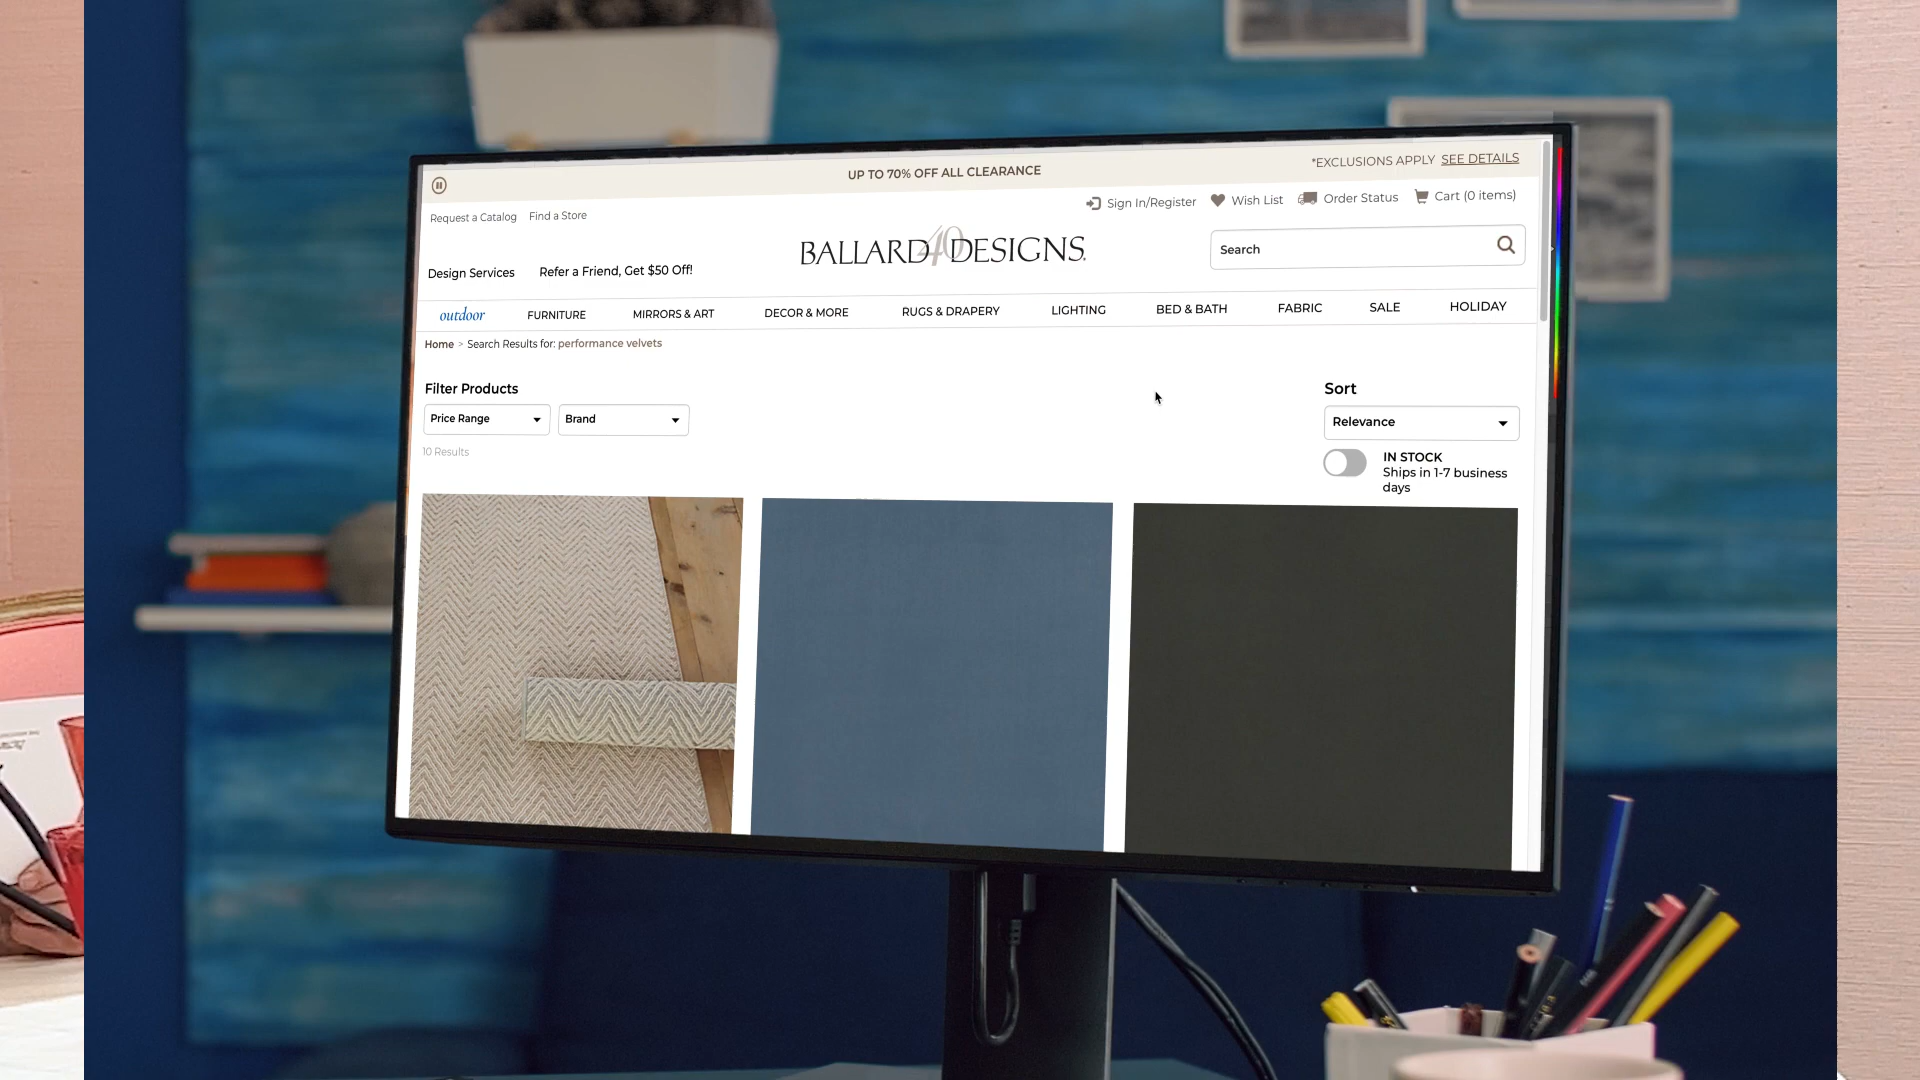 UP TO 70% OFF ALL CLEARANCE
*EXCLUSIONS APPLY SEE DETAILS
Request a Catalog Find a Store
Sign In/Register Wish List Order Status Cart (0 items)
BALLARD 40 DESIGNS
Search
Design Services Refer a Friend, Get $50 Off!
outdoor FURNITURE MIRRORS & ART DECOR & MORE RUGS & DRAPERY LIGHTING BED & BATH FABRIC SALE HOLIDAY
Home > Search Results for: performance velvets
Filter Products
Sort
Price Range Brand
Relevance
10 Results
IN STOCK
Ships in 1-7 business
days